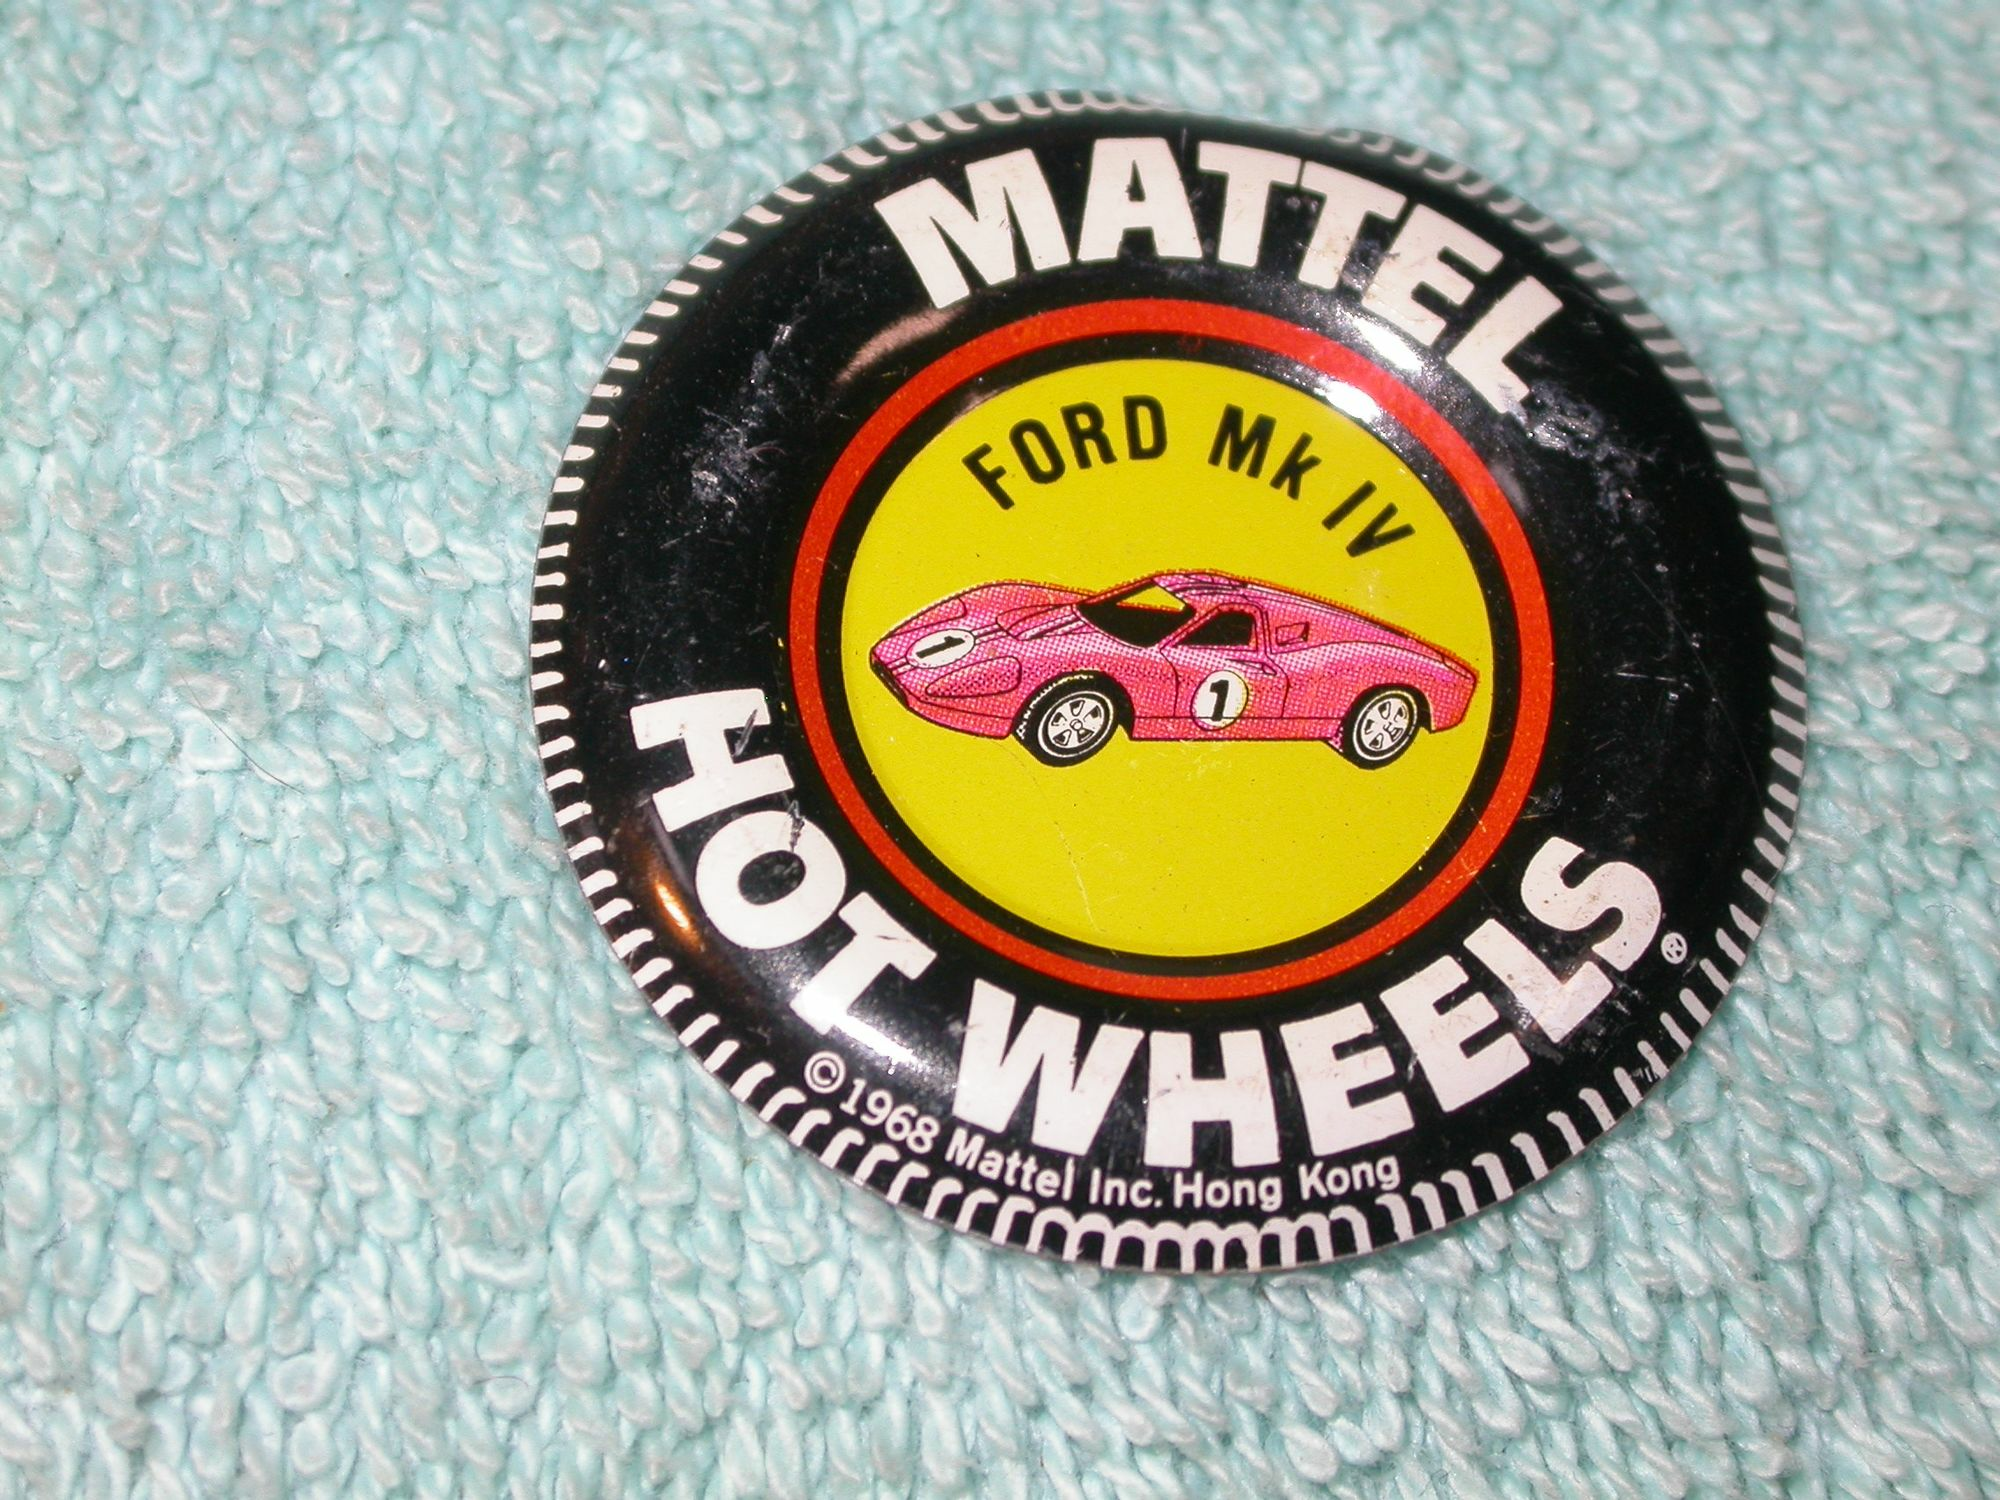 MATTEL
FORD Mk IV
1
1
HOT WHEELS®
©1968 Mattel Inc. Hong Kong